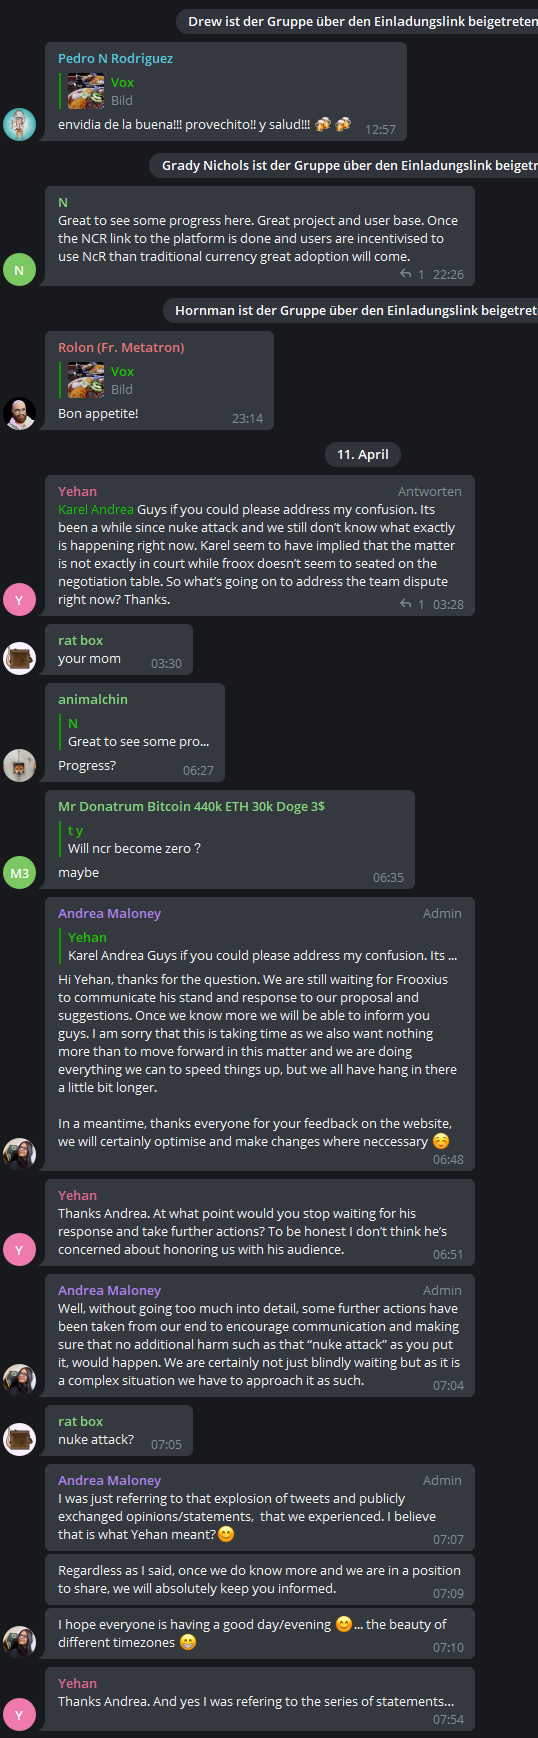 Drew ist der Gruppe über den Einladungslink beigetreten
Pedro N Rodriguez
Vox
Bild
envidia de la buena!!! provechito!! y salud!!! 🍻 🍻 12:57
Grady Nichols ist der Gruppe über den Einladungslink beigetr
N
Great to see some progress here. Great project and user base. Once
the NCR link to the platform is done and users are incentivised to
use NcR than traditional currency great adoption will come.
1 22:26
N
Hornman ist der Gruppe über den Einladungslink beigetret
Rolon (Fr. Metatron)
Vox
Bild
Bon appetite!
23:14
11. April
Yehan Antworten
Karel Andrea Guys if you could please address my confusion. Its
been a while since nuke attack and we still don't know what exactly
is happening right now. Karel seem to have implied that the matter
is not exactly in court while froox doesn't seem to seated on the
negotiation table. So what's going on to address the team dispute
right now? Thanks.
1 03:28
Y
rat box
your mom 03:30
animalchin
N
Great to see some pro...
Progress?
06:27
Mr Donatrum Bitcoin 440k ETH 30k Doge 3$
t y
Will ncr become zero？
maybe
06:35
M3
Andrea Maloney Admin
Yehan
Karel Andrea Guys if you could please address my confusion. Its ...
Hi Yehan, thanks for the question. We are still waiting for Frooxius
to communicate his stand and response to our proposal and
suggestions. Once we know more we will be able to inform you
guys. I am sorry that this is taking time as we also want nothing
more than to move forward in this matter and we are doing
everything we can to speed things up, but we all have hang in there
a little bit longer.
In a meantime, thanks everyone for your feedback on the website,
we will certainly optimise and make changes where neccessary ☺️
06:48
Yehan
Thanks Andrea. At what point would you stop waiting for his
response and take further actions? To be honest I don't think he's
concerned about honoring us with his audience.
06:51
Y
Andrea Maloney Admin
Well, without going too much into detail, some further actions have
been taken from our end to encourage communication and making
sure that no additional harm such as that “nuke attack” as you put
it, would happen. We are certainly not just blindly waiting but as it is
a complex situation we have to approach it as such.
07:04
rat box
nuke attack? 07:05
Andrea Maloney Admin
I was just referring to that explosion of tweets and publicly
exchanged opinions/statements, that we experienced. I believe
that is what Yehan meant?😊
07:07
Regardless as I said, once we do know more and we are in a position
to share, we will absolutely keep you informed.
07:09
I hope everyone is having a good day/evening 😊... the beauty of
different timezones 😁
07:10
Yehan
Thanks Andrea. And yes I was refering to the series of statements...
07:54
Y